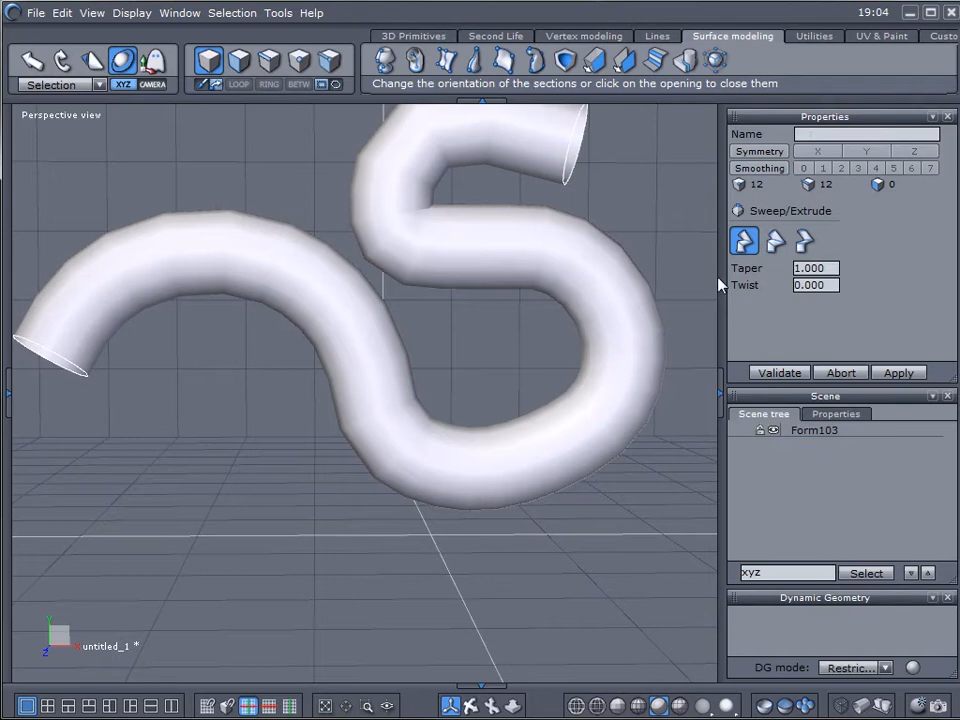 File Edit View Display Window Selection Tools Help 19:04
3D Primitives Second Life Vertex modeling Lines Surface modeling Utilities UV & Paint Custo
Selection XYZ CAMERA LOOP RING BETW Change the orientation of the sections or click on the opening to close them
Perspective view
Properties
Name
Symmetry X Y Z
Smoothing 0 1 2 3 4 5 6 7
12 12 0
Sweep/Extrude
Taper 1.000
Twist 0.000
Validate Abort Apply
Scene
Scene tree Properties
Form103
xyz Select
Dynamic Geometry
DG mode: Restric...
Y
X
Z
untitled_1 *